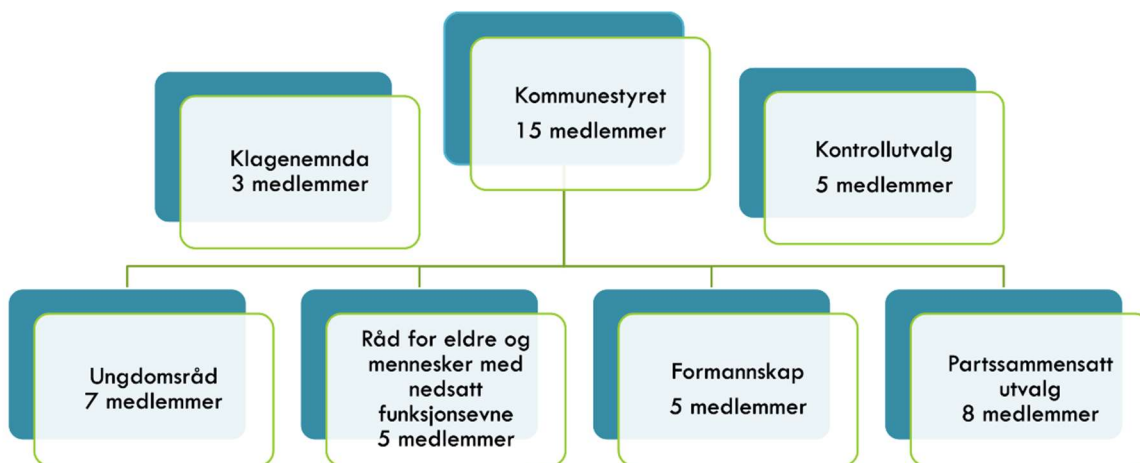 Kommunestyret
15 medlemmer
Klagenemnda
3 medlemmer
Kontrollutvalg
5 medlemmer
Ungdomsråd
7 medlemmer
Råd for eldre og
mennesker med
nedsatt
funksjonsevne
5 medlemmer
Formannskap
5 medlemmer
Partssammensatt
utvalg
8 medlemmer